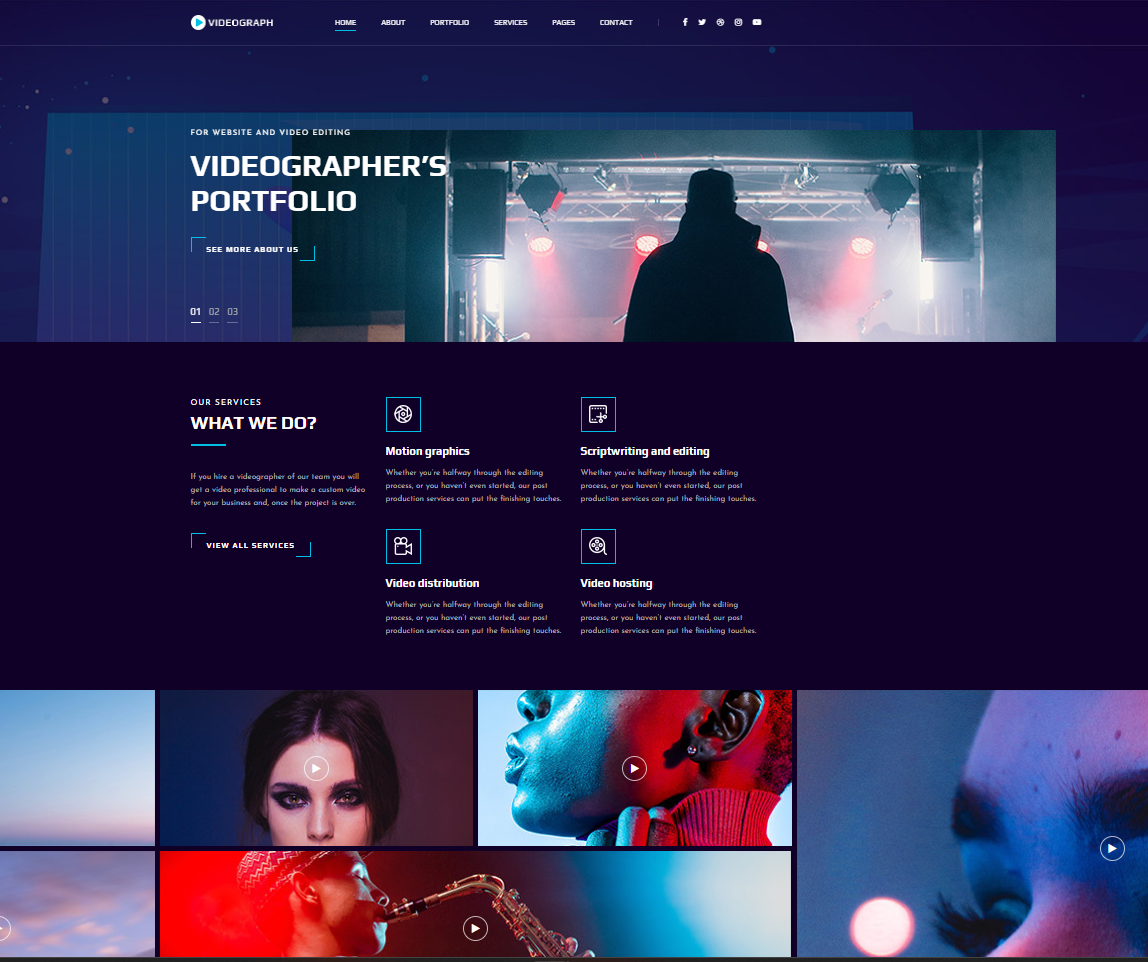 VIDEOGRAPH
HOME ABOUT PORTFOLIO SERVICES PAGES CONTACT
FOR WEBSITE AND VIDEO EDITING
VIDEOGRAPHER'S
PORTFOLIO
SEE MORE ABOUT US
01 02 03
OUR SERVICES
WHAT WE DO?
If you hire a videographer of our team you will
get a video professional to make a custom video
for your business and, once the project is over.
VIEW ALL SERVICES
Motion graphics
Whether you're halfway through the editing
process, or you haven't even started, our post
production services can put the finishing touches.
Scriptwriting and editing
Whether you're halfway through the editing
process, or you haven't even started, our post
production services can put the finishing touches.
Video distribution
Whether you're halfway through the editing
process, or you haven't even started, our post
production services can put the finishing touches.
Video hosting
Whether you're halfway through the editing
process, or you haven't even started, our post
production services can put the finishing touches.